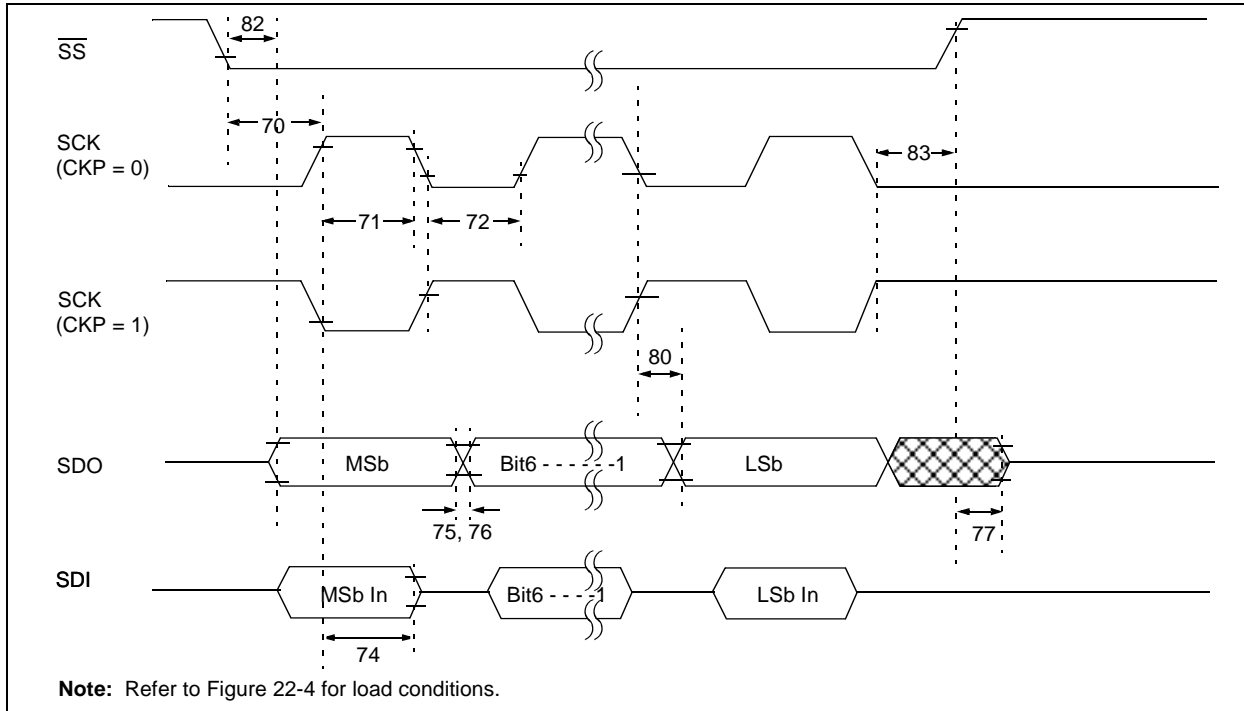 82
SS
70
SCK
(CKP = 0)
83
71
72
SCK
(CKP = 1)
80
SDO
MSb
Bit6 - - - - - -1
LSb
75, 76
77
SDI
MSb In
Bit6 - - - -1
LSb In
74
Note: Refer to Figure 22-4 for load conditions.